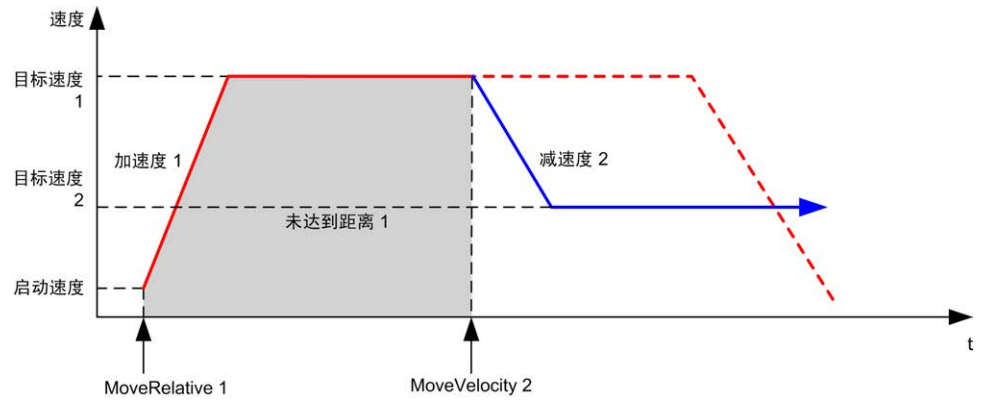 速度
目标速度
1
加速度 1
减速度 2
目标速度
2
未达到距离 1
启动速度
t
MoveRelative 1
MoveVelocity 2